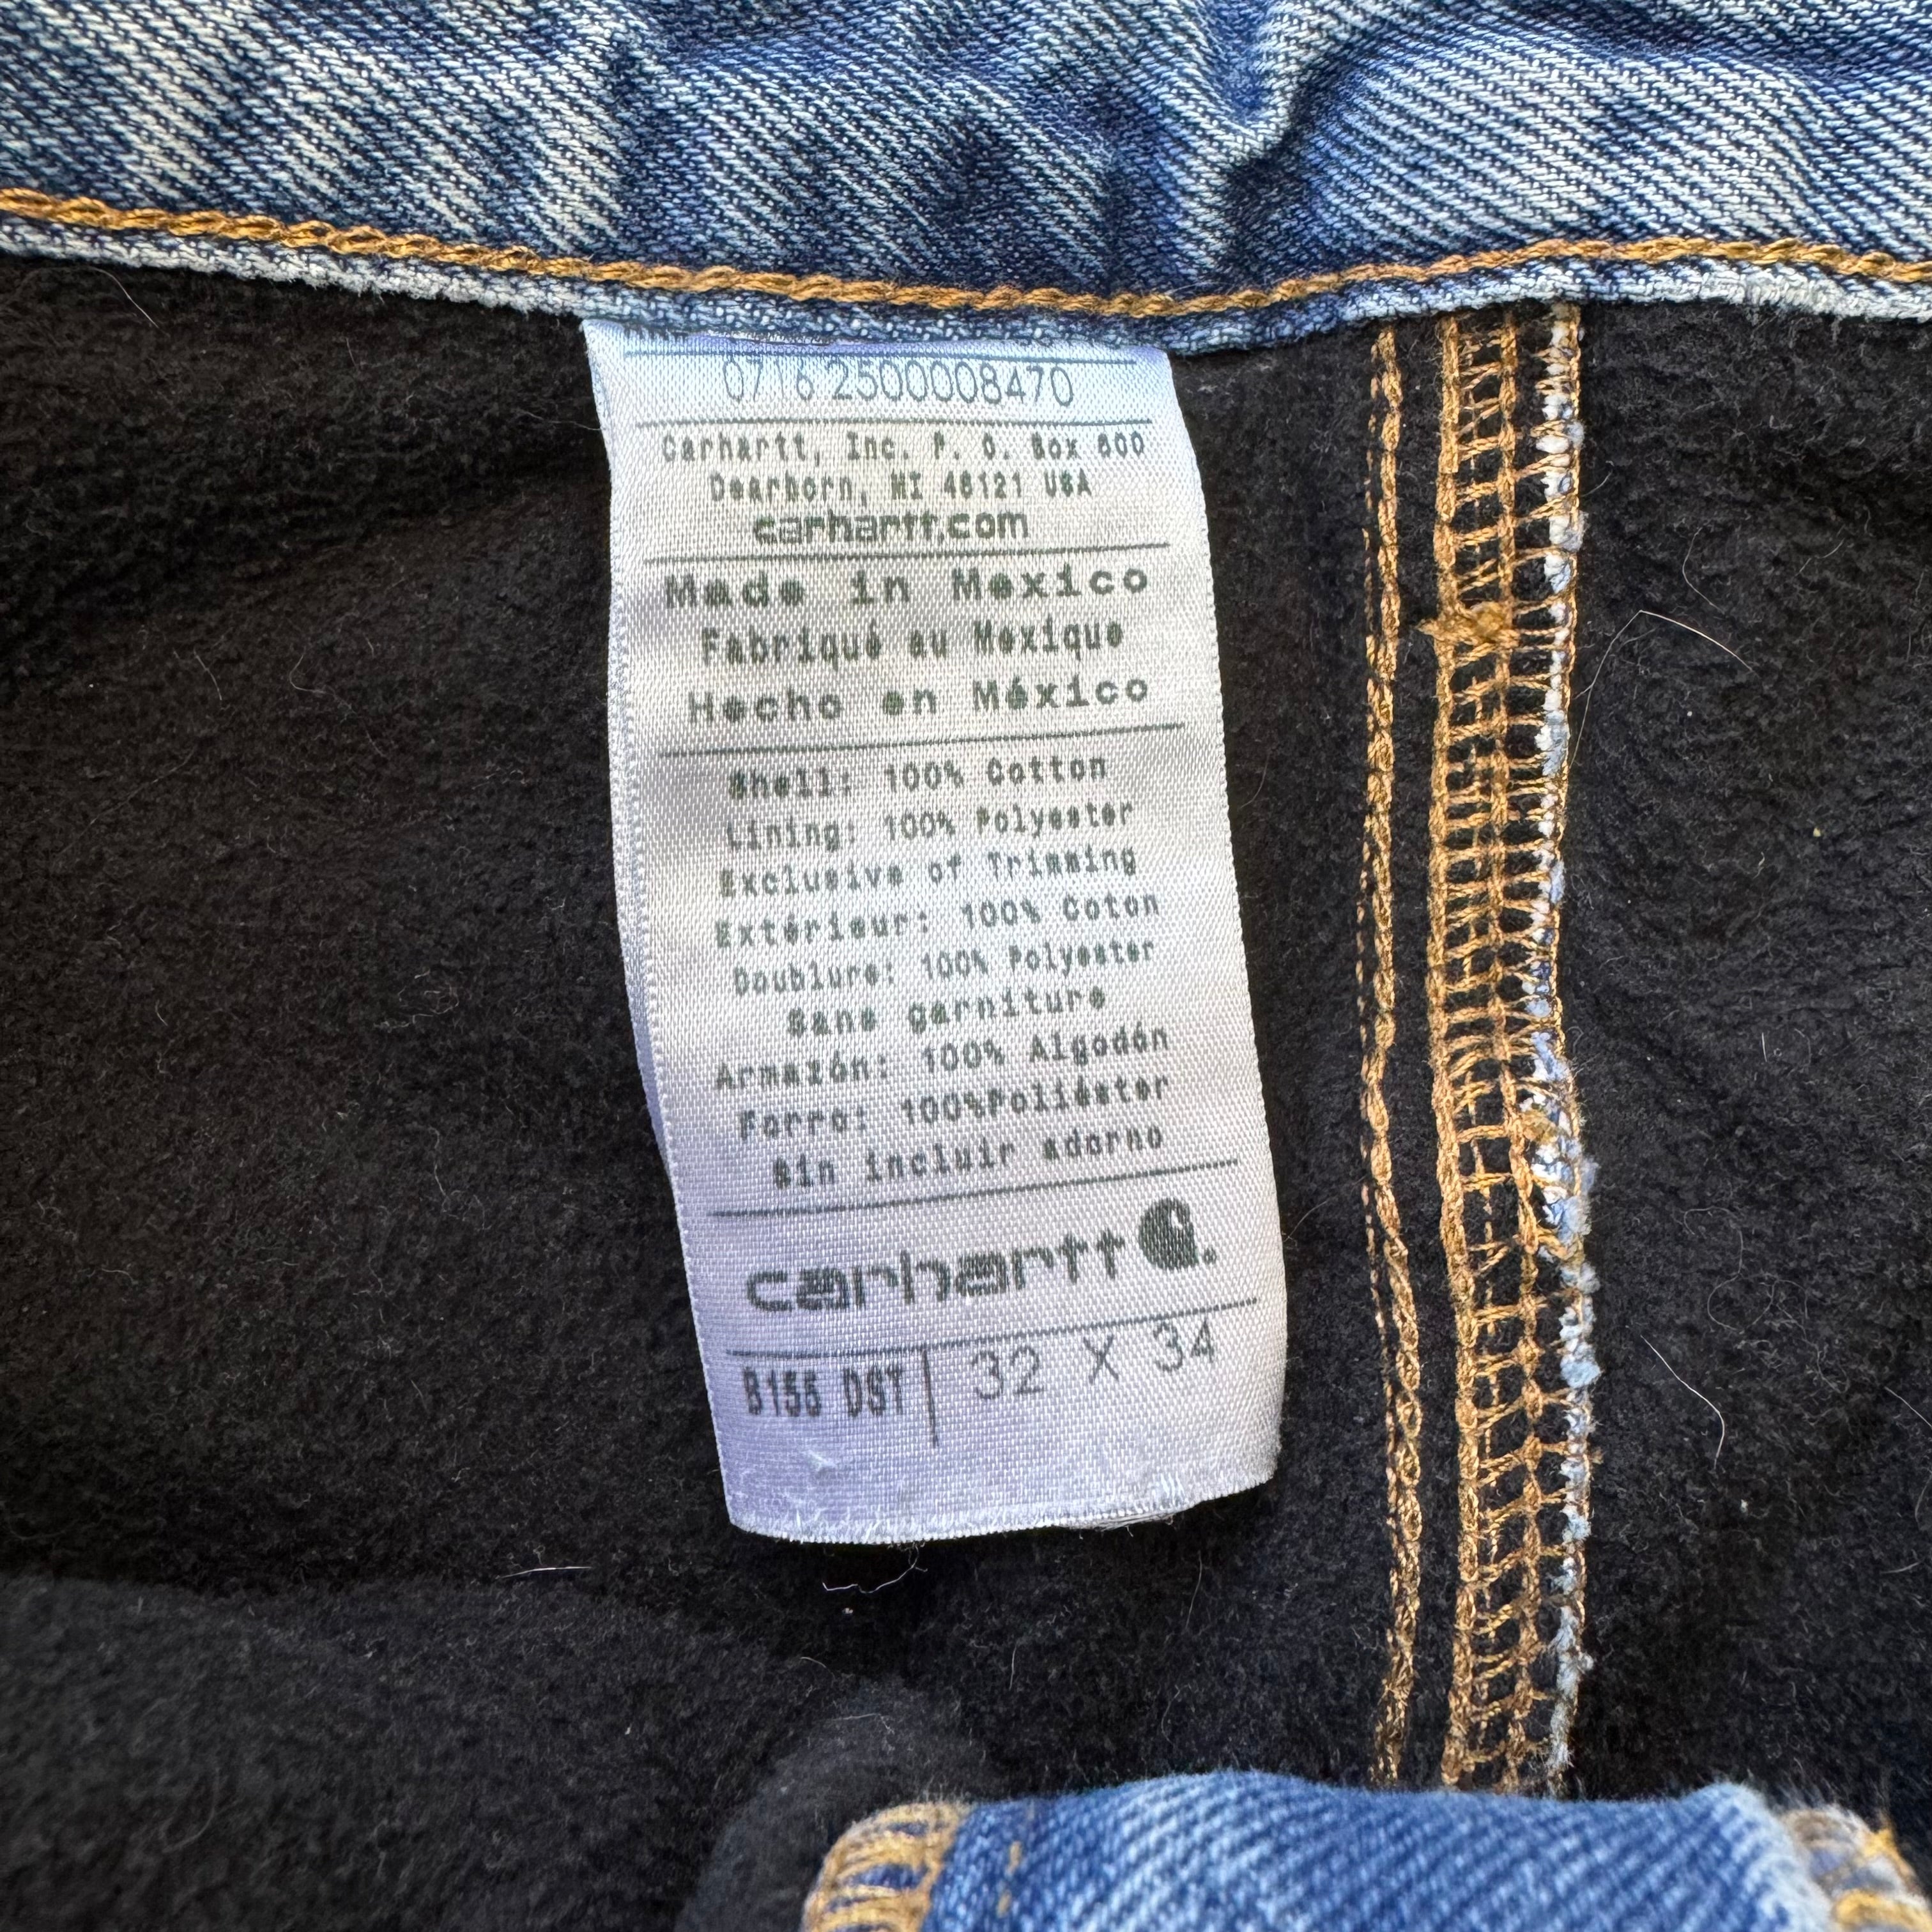 0716 2500008470
Carhartt, Inc. P. O. Box 600
Dearborn, MI 48121 USA
carhartt.com
Made in Mexico
Fabriqué au Mexique
Hecho en México
Shell: 100% Cotton
Lining: 100% Polyester
Exclusive of Trimming
Extérieur: 100% Coton
Doublure: 100% Polyester
Sans garniture
Armazón: 100% Algodón
Forro: 100%Poliéster
Sin incluir adorno
carhartt
B155 DST | 32 X 34